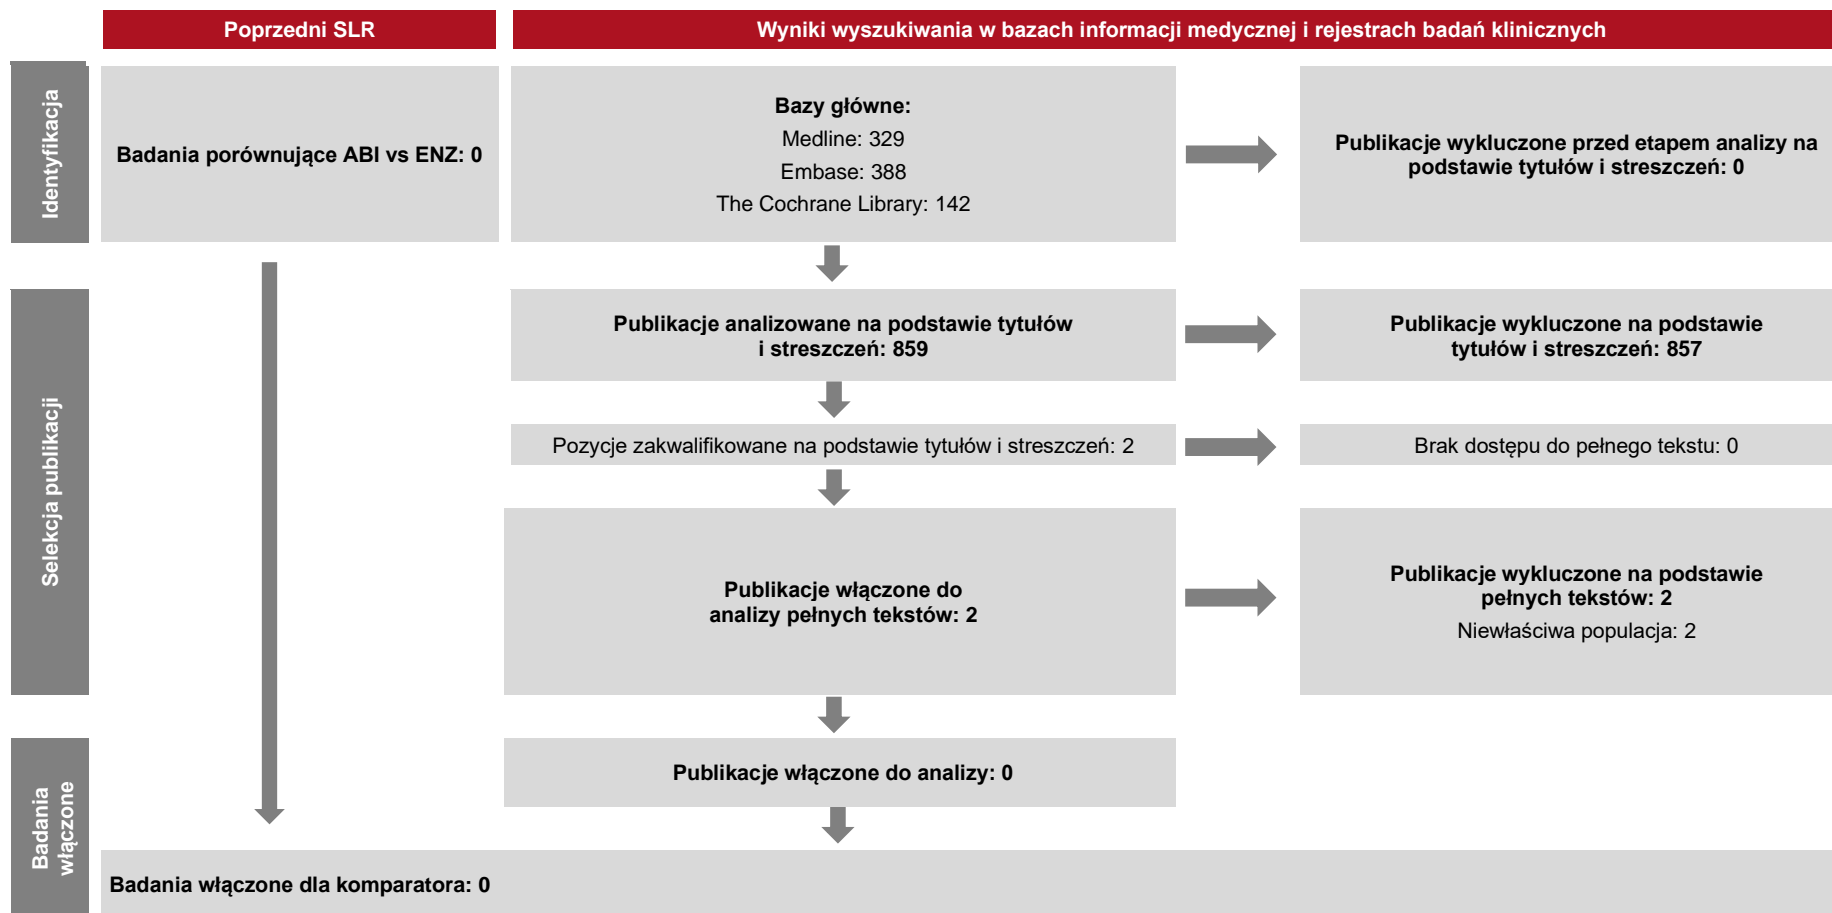 Poprzedni SLR
Wyniki wyszukiwania w bazach informacji medycznej i rejestrach badań klinicznych
Identyfikacja
Badania porównujące ABI vs ENZ: 0
Bazy główne:
Medline: 329
Embase: 388
The Cochrane Library: 142
Publikacje wykluczone przed etapem analizy na
podstawie tytułów i streszczeń: 0
Selekcja publikacji
Publikacje analizowane na podstawie tytułów
i streszczeń: 859
Publikacje wykluczone na podstawie
tytułów i streszczeń: 857
Pozycje zakwalifikowane na podstawie tytułów i streszczeń: 2
Brak dostępu do pełnego tekstu: 0
Publikacje włączone do
analizy pełnych tekstów: 2
Publikacje wykluczone na podstawie
pełnych tekstów: 2
Niewłaściwa populacja: 2
Badania
włączone
Publikacje włączone do analizy: 0
Badania włączone dla komparatora: 0